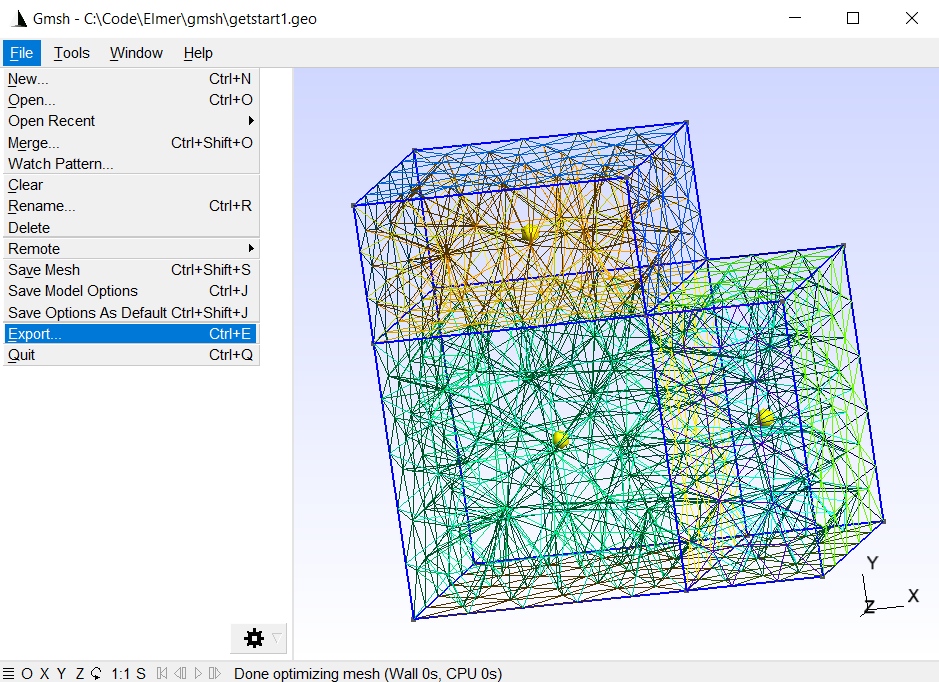 Gmsh - C:\Code\Elmer\gmsh\getstart1.geo
File Tools Window Help
New... Ctrl+N
Open... Ctrl+O
Open Recent
Merge... Ctrl+Shift+O
Watch Pattern...
Clear
Rename... Ctrl+R
Delete
Remote
Save Mesh Ctrl+Shift+S
Save Model Options Ctrl+J
Save Options As Default Ctrl+Shift+J
Export... Ctrl+E
Quit Ctrl+Q
Y
X
Z
O X Y Z 1:1 S Done optimizing mesh (Wall 0s, CPU 0s)